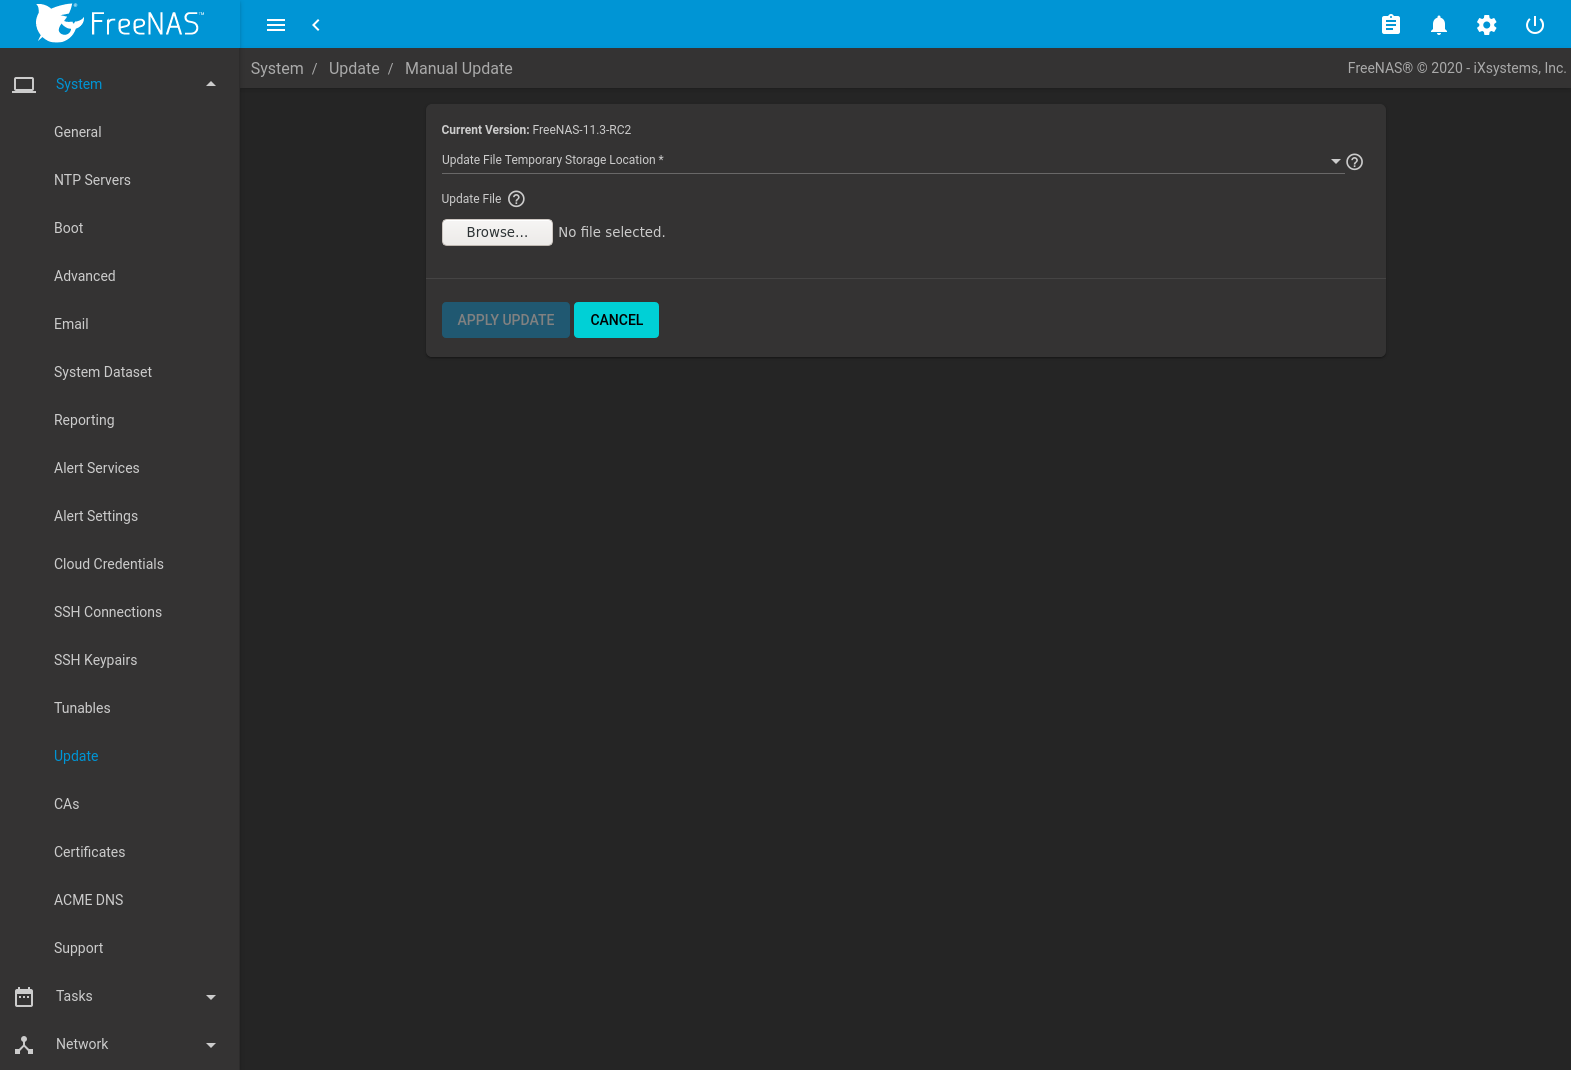 FreeNAS™
System / Update / Manual Update
FreeNAS® © 2020 - iXsystems, Inc.
System
General
NTP Servers
Boot
Advanced
Email
System Dataset
Reporting
Alert Services
Alert Settings
Cloud Credentials
SSH Connections
SSH Keypairs
Tunables
Update
CAs
Certificates
ACME DNS
Support
Tasks
Network
Current Version: FreeNAS-11.3-RC2
Update File Temporary Storage Location *
Update File
Browse... No file selected.
APPLY UPDATE CANCEL